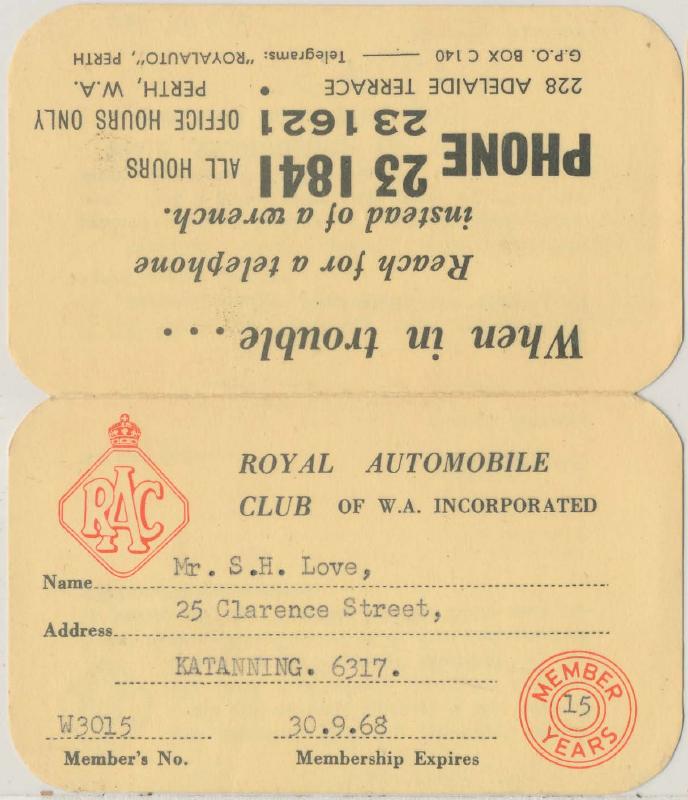 When in trouble...
Reach for a telephone
instead of a wrench.
PHONE 23 1841 ALL HOURS
23 1621 OFFICE HOURS ONLY
228 ADELAIDE TERRACE • PERTH, W.A.
G.P.O. BOX C 140 —— Telegrams: "ROYALAUTO", PERTH
RAC
ROYAL AUTOMOBILE
CLUB OF W.A. INCORPORATED
Name Mr. S.H. Love,
Address 25 Clarence Street,
KATANNING. 6317.
W3015 30.9.68
Member's No. Membership Expires
MEMBER
15
YEARS